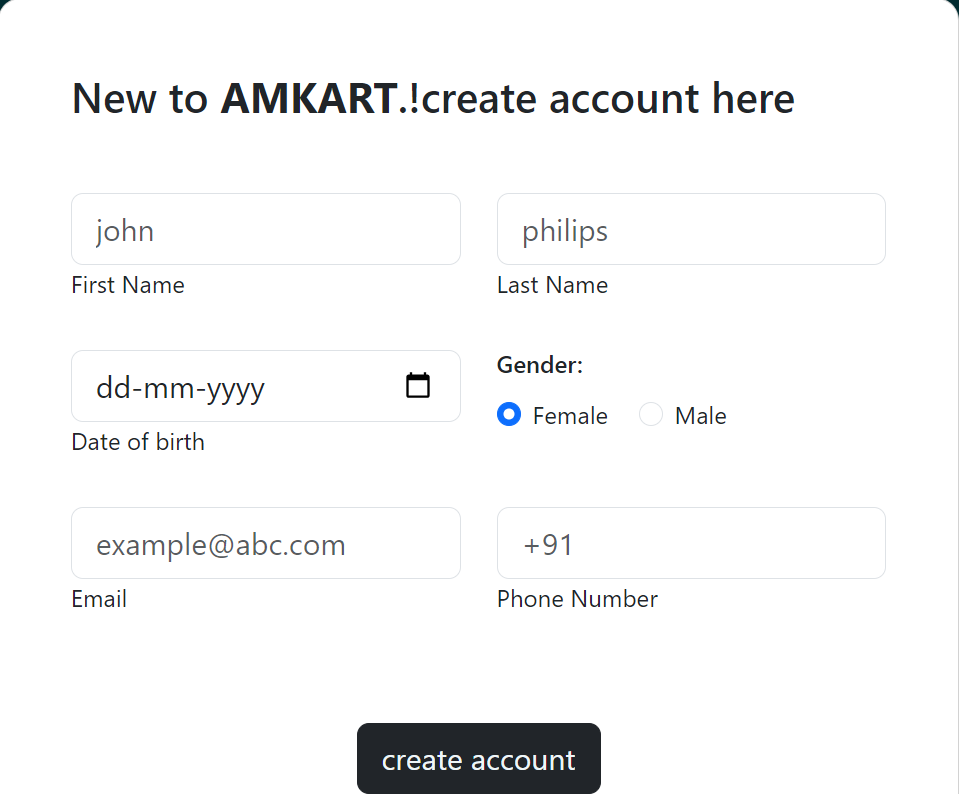 New to AMKART.!create account here
john
philips
First Name
Last Name
dd-mm-yyyy
Gender:
Female
Male
Date of birth
example@abc.com
+91
Email
Phone Number
create account